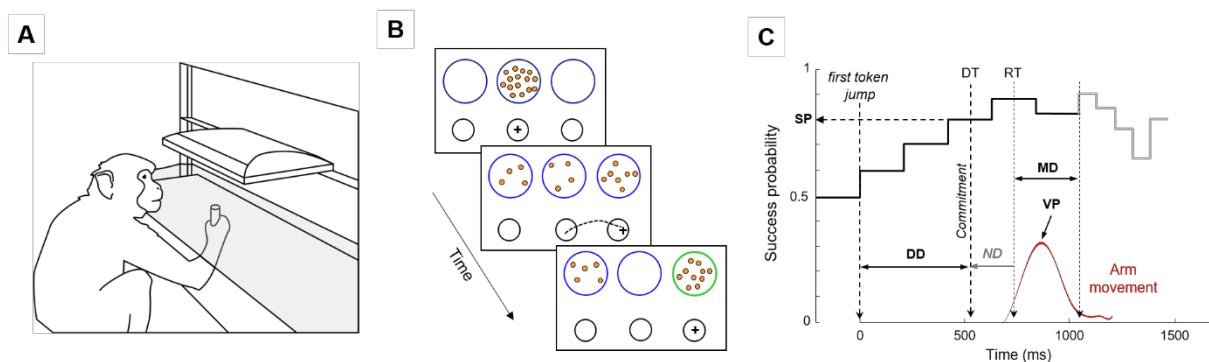 A
B
Time
C
1
0.5
0
Success probability
first token
jump
SP
DT
RT
Commitment
DD
ND
MD
VP
Arm
movement
0
500
1000
1500
Time (ms)